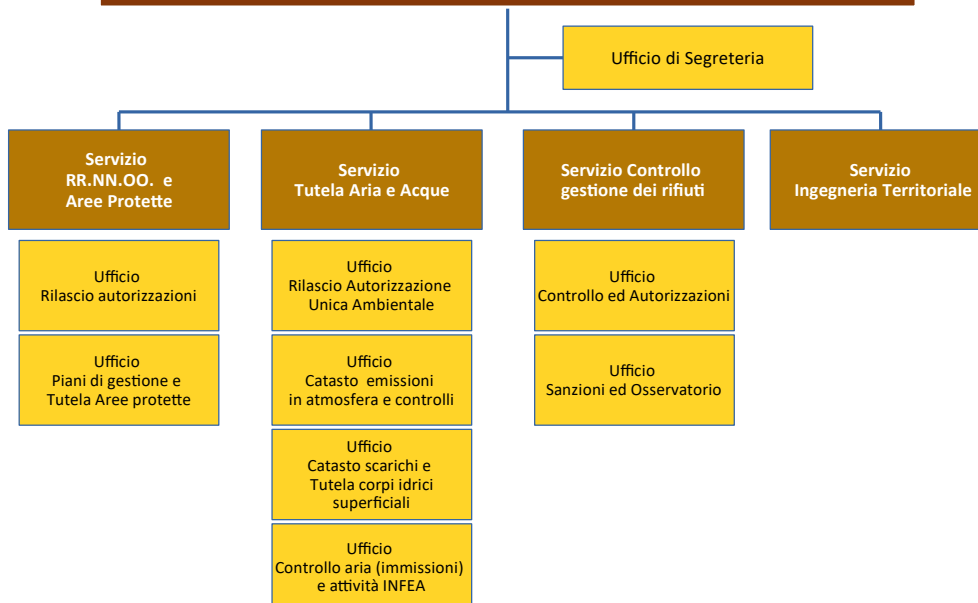 Ufficio di Segreteria
Servizio
RR.NN.OO. e
Aree Protette
Ufficio
Rilascio autorizzazioni
Ufficio
Piani di gestione e
Tutela Aree protette
Servizio
Tutela Aria e Acque
Ufficio
Rilascio Autorizzazione
Unica Ambientale
Ufficio
Catasto emissioni
in atmosfera e controlli
Ufficio
Catasto scarichi e
Tutela corpi idrici
superficiali
Ufficio
Controllo aria (immissioni)
e attività INFEA
Servizio Controllo
gestione dei rifiuti
Ufficio
Controllo ed Autorizzazioni
Ufficio
Sanzioni ed Osservatorio
Servizio
Ingegneria Territoriale